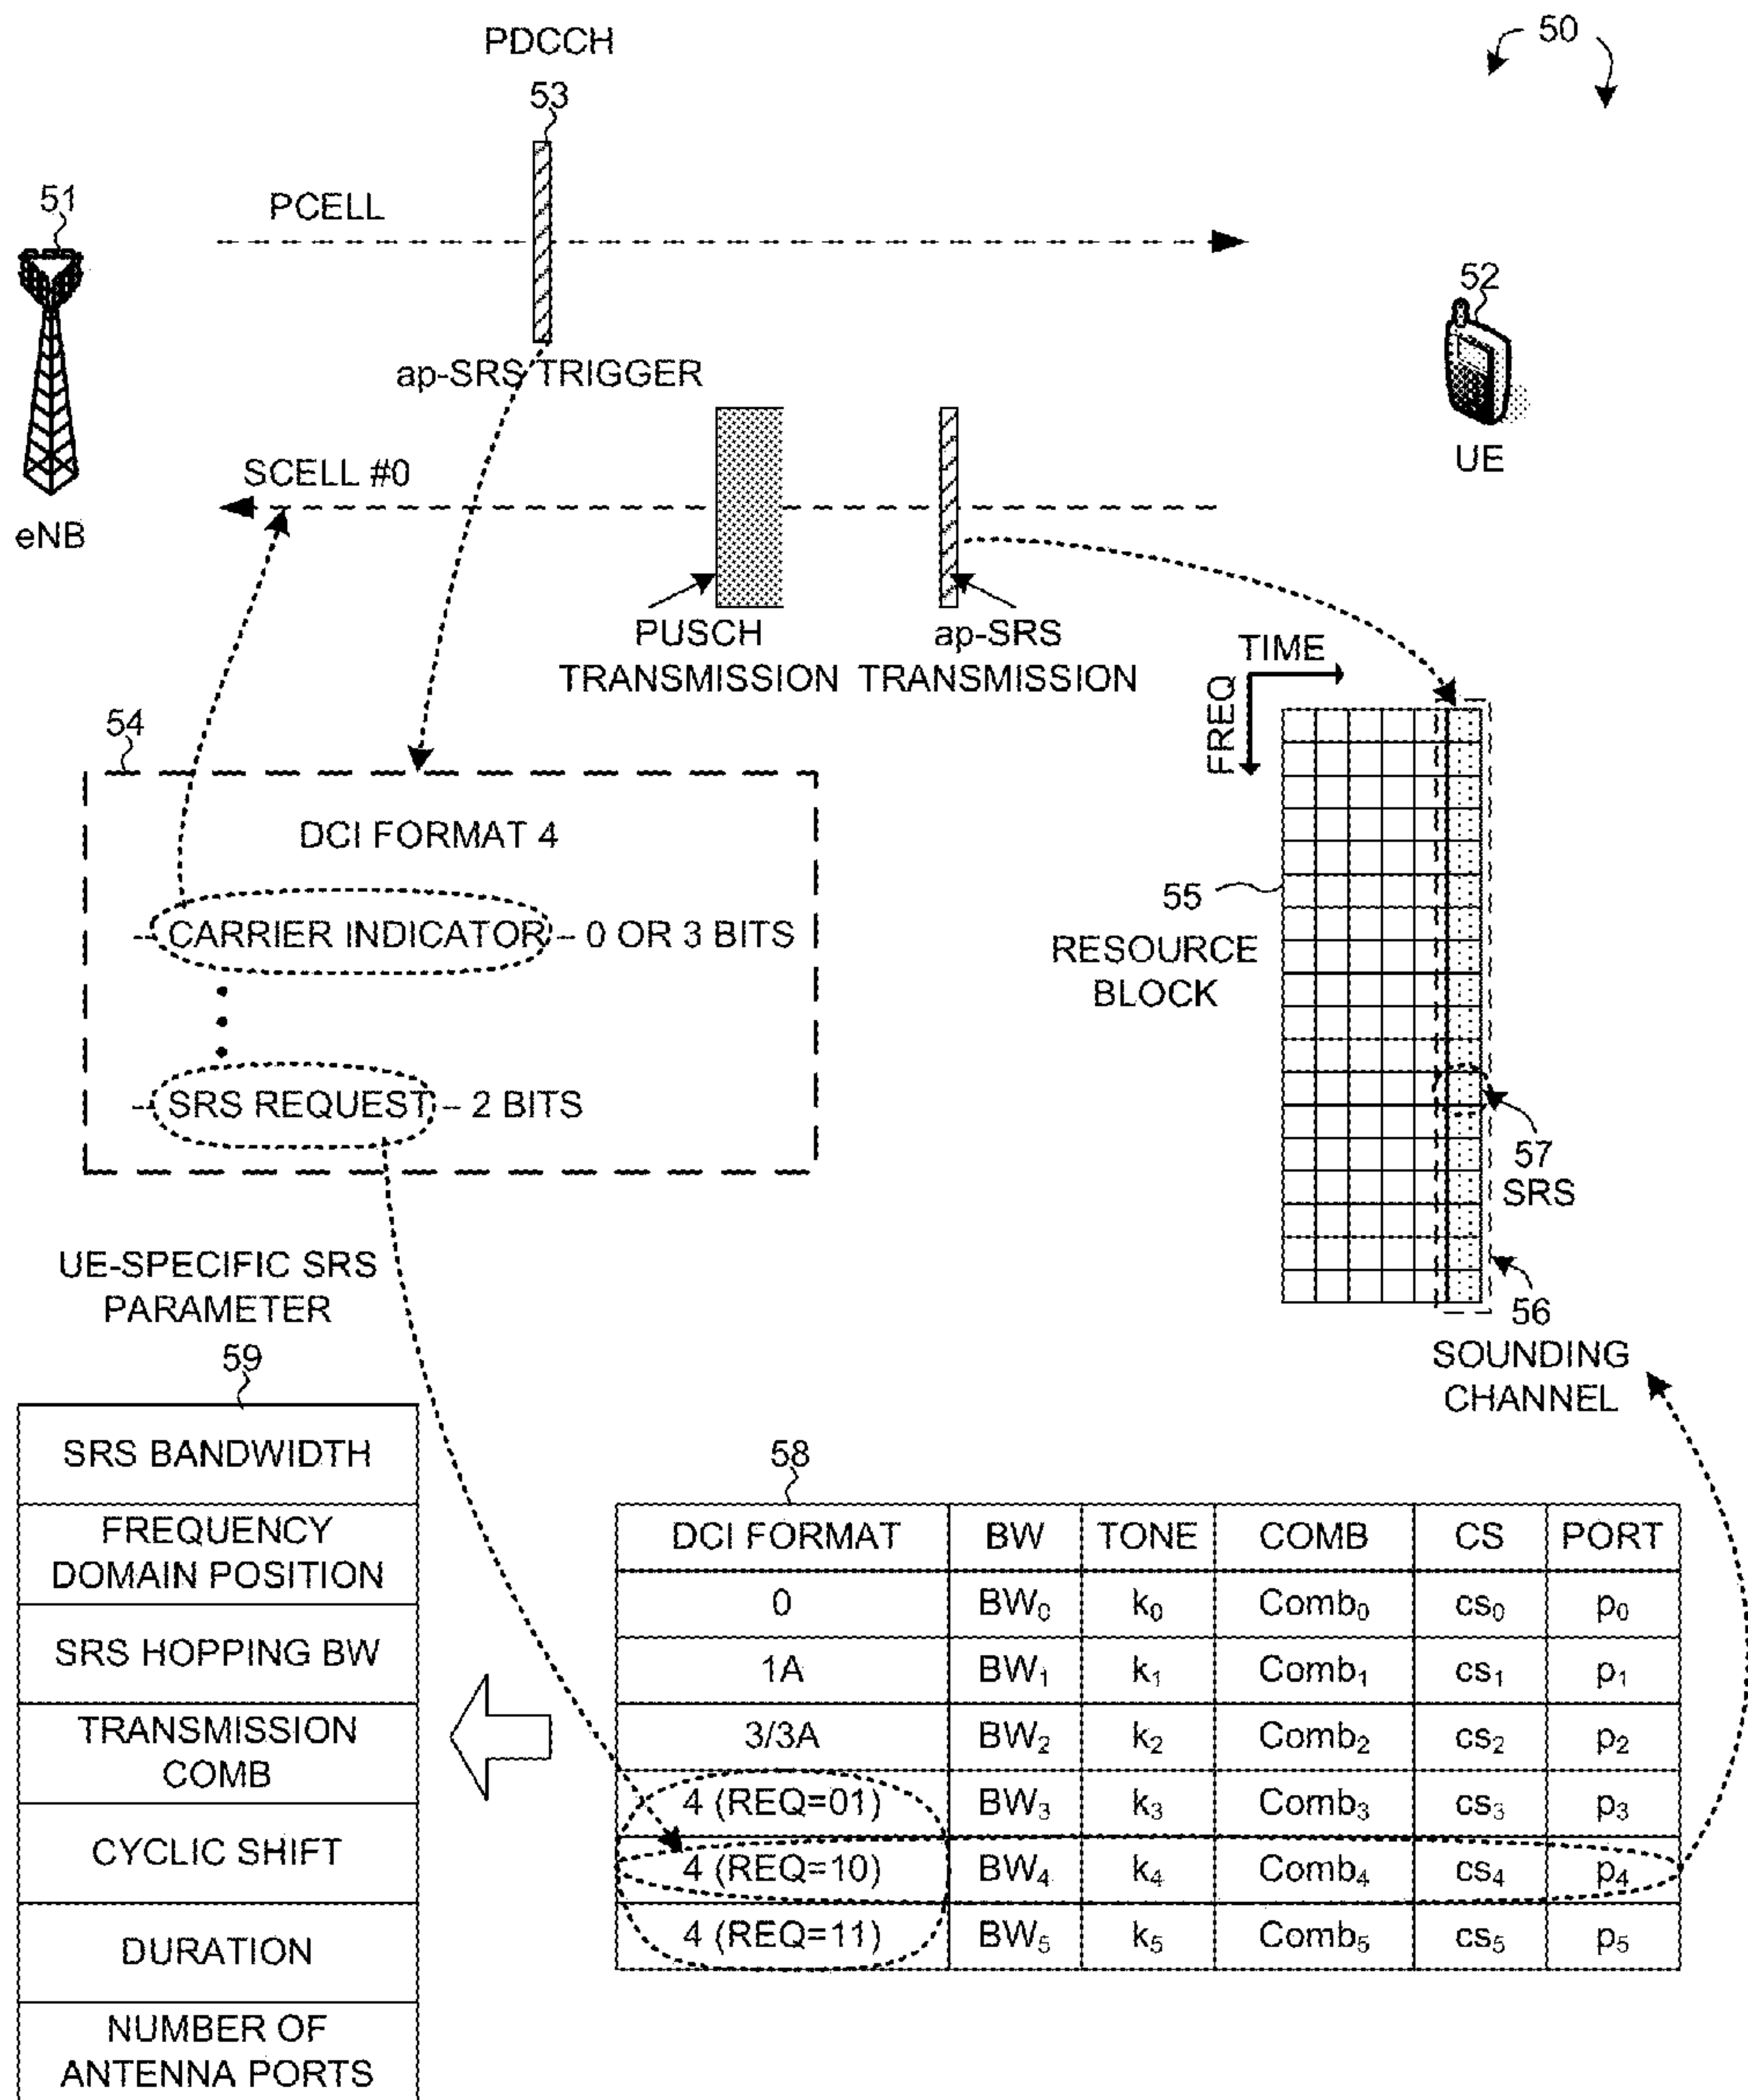 50
PDCCH
53
51
PCELL
52
ap-SRS TRIGGER
UE
SCELL #0
eNB
PUSCH
TRANSMISSION
ap-SRS
TRANSMISSION
TIME
FREQ
54
DCI FORMAT 4
-- CARRIER INDICATOR – 0 OR 3 BITS
-- SRS REQUEST – 2 BITS
55
RESOURCE
BLOCK
57
SRS
56
SOUNDING
CHANNEL
UE-SPECIFIC SRS
PARAMETER
59
SRS BANDWIDTH
FREQUENCY
DOMAIN POSITION
SRS HOPPING BW
TRANSMISSION
COMB
CYCLIC SHIFT
DURATION
NUMBER OF
ANTENNA PORTS
58
DCI FORMAT BW TONE COMB CS PORT
0 BW₀ k₀ Comb₀ cs₀ p₀
1A BW₁ k₁ Comb₁ cs₁ p₁
3/3A BW₂ k₂ Comb₂ cs₂ p₂
4 (REQ=01) BW₃ k₃ Comb₃ cs₃ p₃
4 (REQ=10) BW₄ k₄ Comb₄ cs₄ p₄
4 (REQ=11) BW₅ k₅ Comb₅ cs₅ p₅